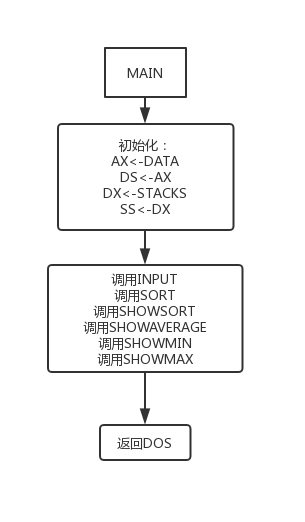 MAIN
初始化：
AX<-DATA
DS<-AX
DX<-STACKS
SS<-DX
调用INPUT
调用SORT
调用SHOWSORT
调用SHOWAVERAGE
调用SHOWMIN
调用SHOWMAX
返回DOS